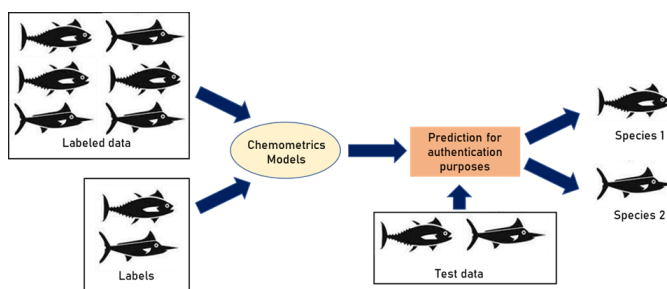 Labeled data
Labels
Chemometrics
Models
Prediction for
authentication
purposes
Test data
Species 1
Species 2